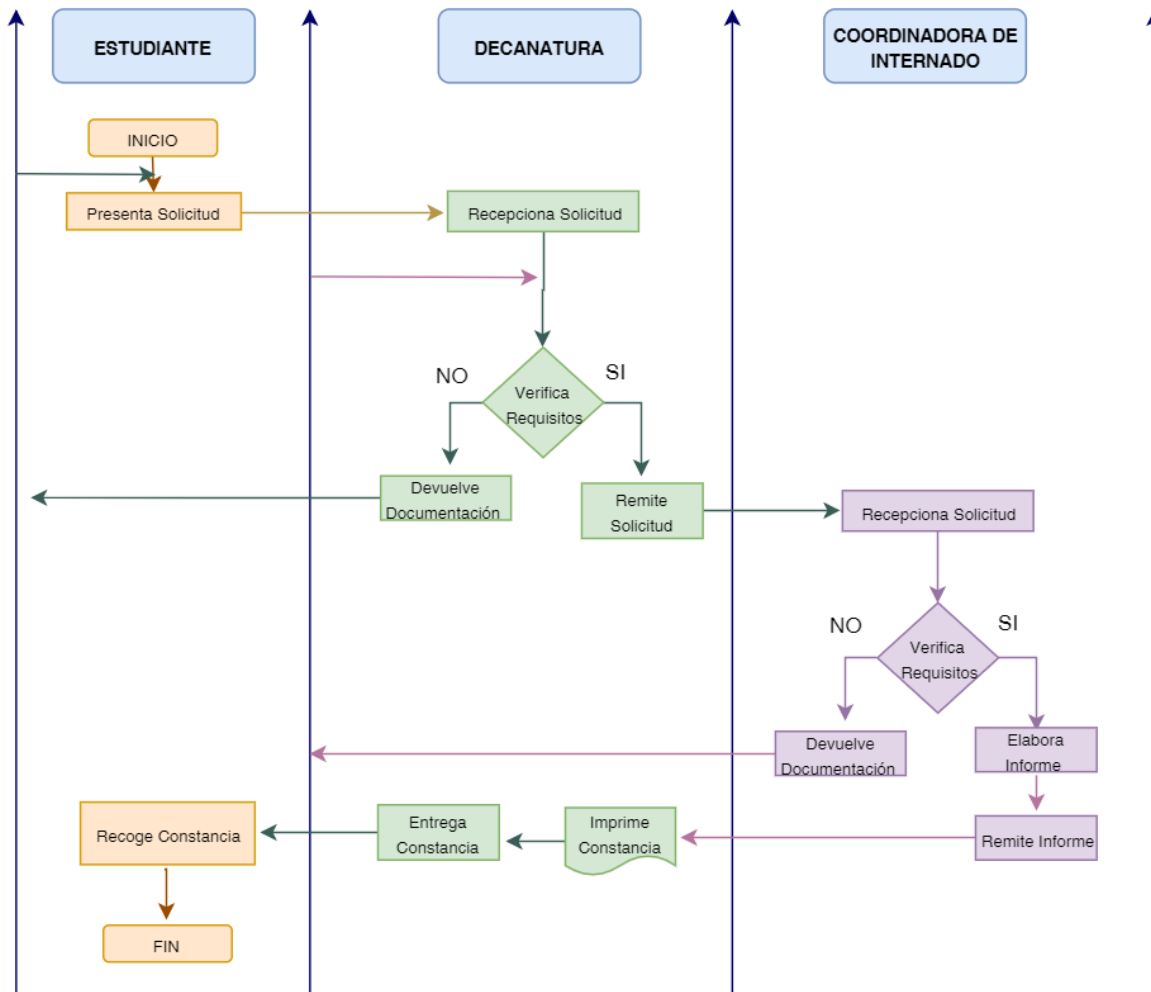 ESTUDIANTE
DECANATURA
COORDINADORA DE
INTERNADO
INICIO
Presenta Solicitud
Recepciona Solicitud
NO
SI
Verifica
Requisitos
Devuelve
Documentación
Remite
Solicitud
Recepciona Solicitud
NO
SI
Verifica
Requisitos
Devuelve
Documentación
Elabora
Informe
Recoge Constancia
Entrega
Constancia
Imprime
Constancia
Remite Informe
FIN